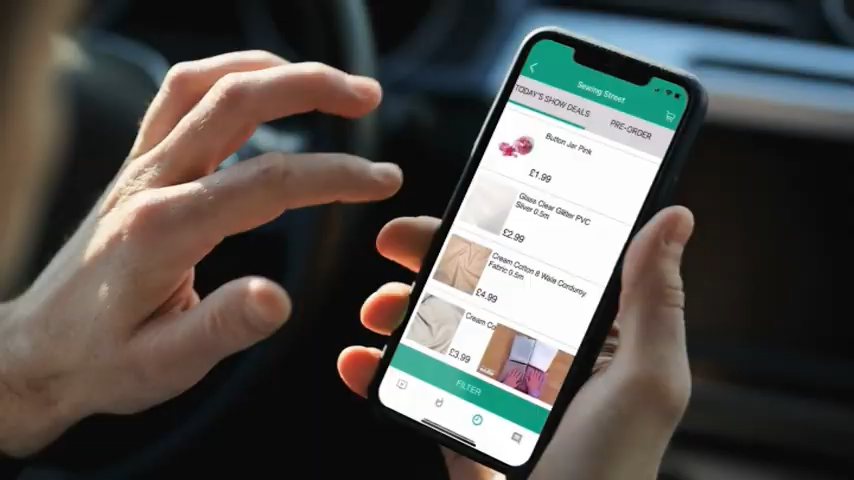 Sewing Street
TODAY'S SHOW DEALS
PRE-ORDER
Button Jar Pink
£1.99
Glass Clear Glitter PVC
Silver 0.5m
£2.99
Cream Cotton 8 Wale Corduroy
Fabric 0.5m
£4.99
Cream Co
£3.99
FILTER